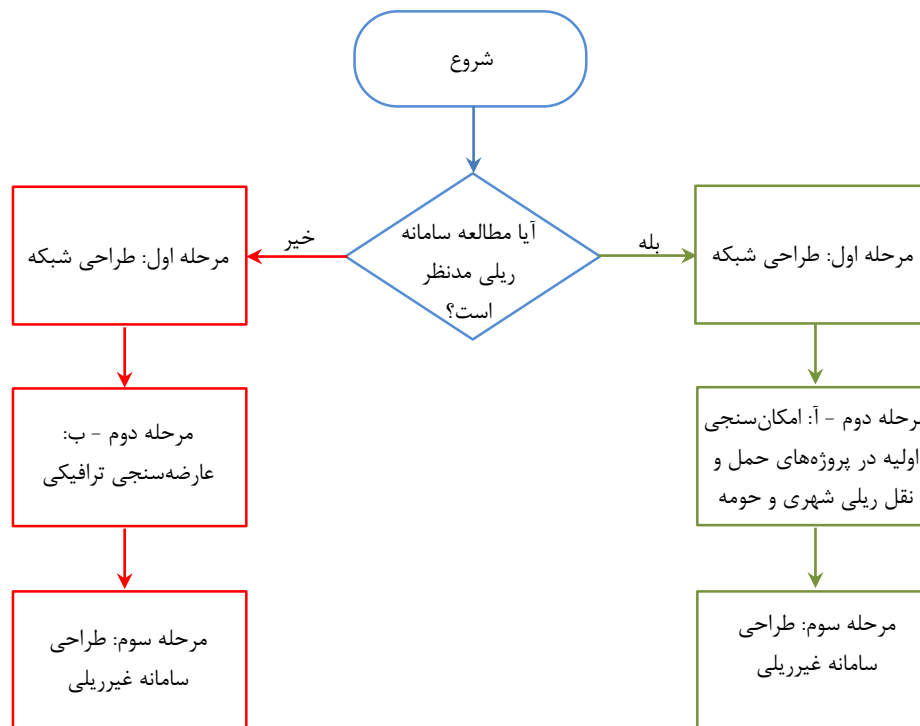 شروع
آیا مطالعه سامانه
ریلی مدنظر
است؟
بله
خیر
مرحله اول: طراحی شبکه
مرحله دوم - آ: امکان‌سنجی
اولیه در پروژه‌های حمل و
نقل ریلی شهری و حومه
مرحله سوم: طراحی
سامانه غیرریلی
مرحله اول: طراحی شبکه
مرحله دوم - ب:
عارضه‌سنجی ترافیکی
مرحله سوم: طراحی
سامانه غیرریلی